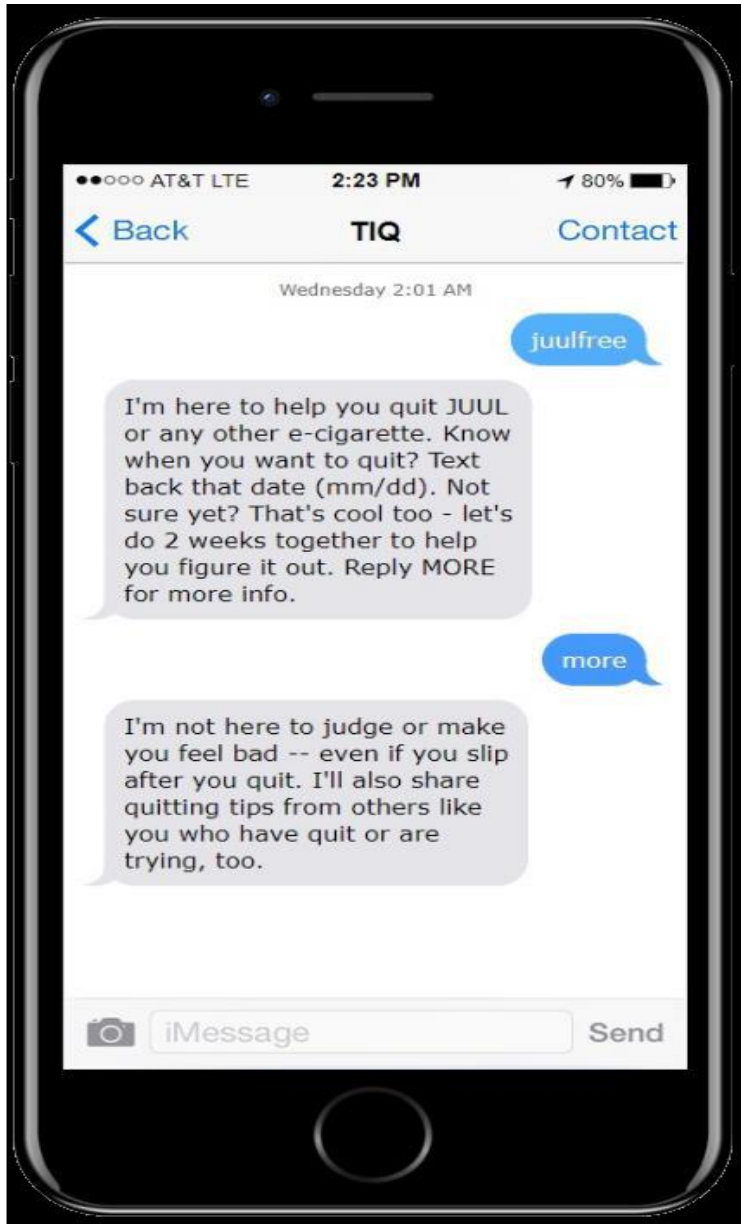 AT&T LTE 2:23 PM 80%
Back TIQ Contact
Wednesday 2:01 AM
juulfree
I'm here to help you quit JUUL
or any other e-cigarette. Know
when you want to quit? Text
back that date (mm/dd). Not
sure yet? That's cool too - let's
do 2 weeks together to help
you figure it out. Reply MORE
for more info.
more
I'm not here to judge or make
you feel bad -- even if you slip
after you quit. I'll also share
quitting tips from others like
you who have quit or are
trying, too.
iMessage Send